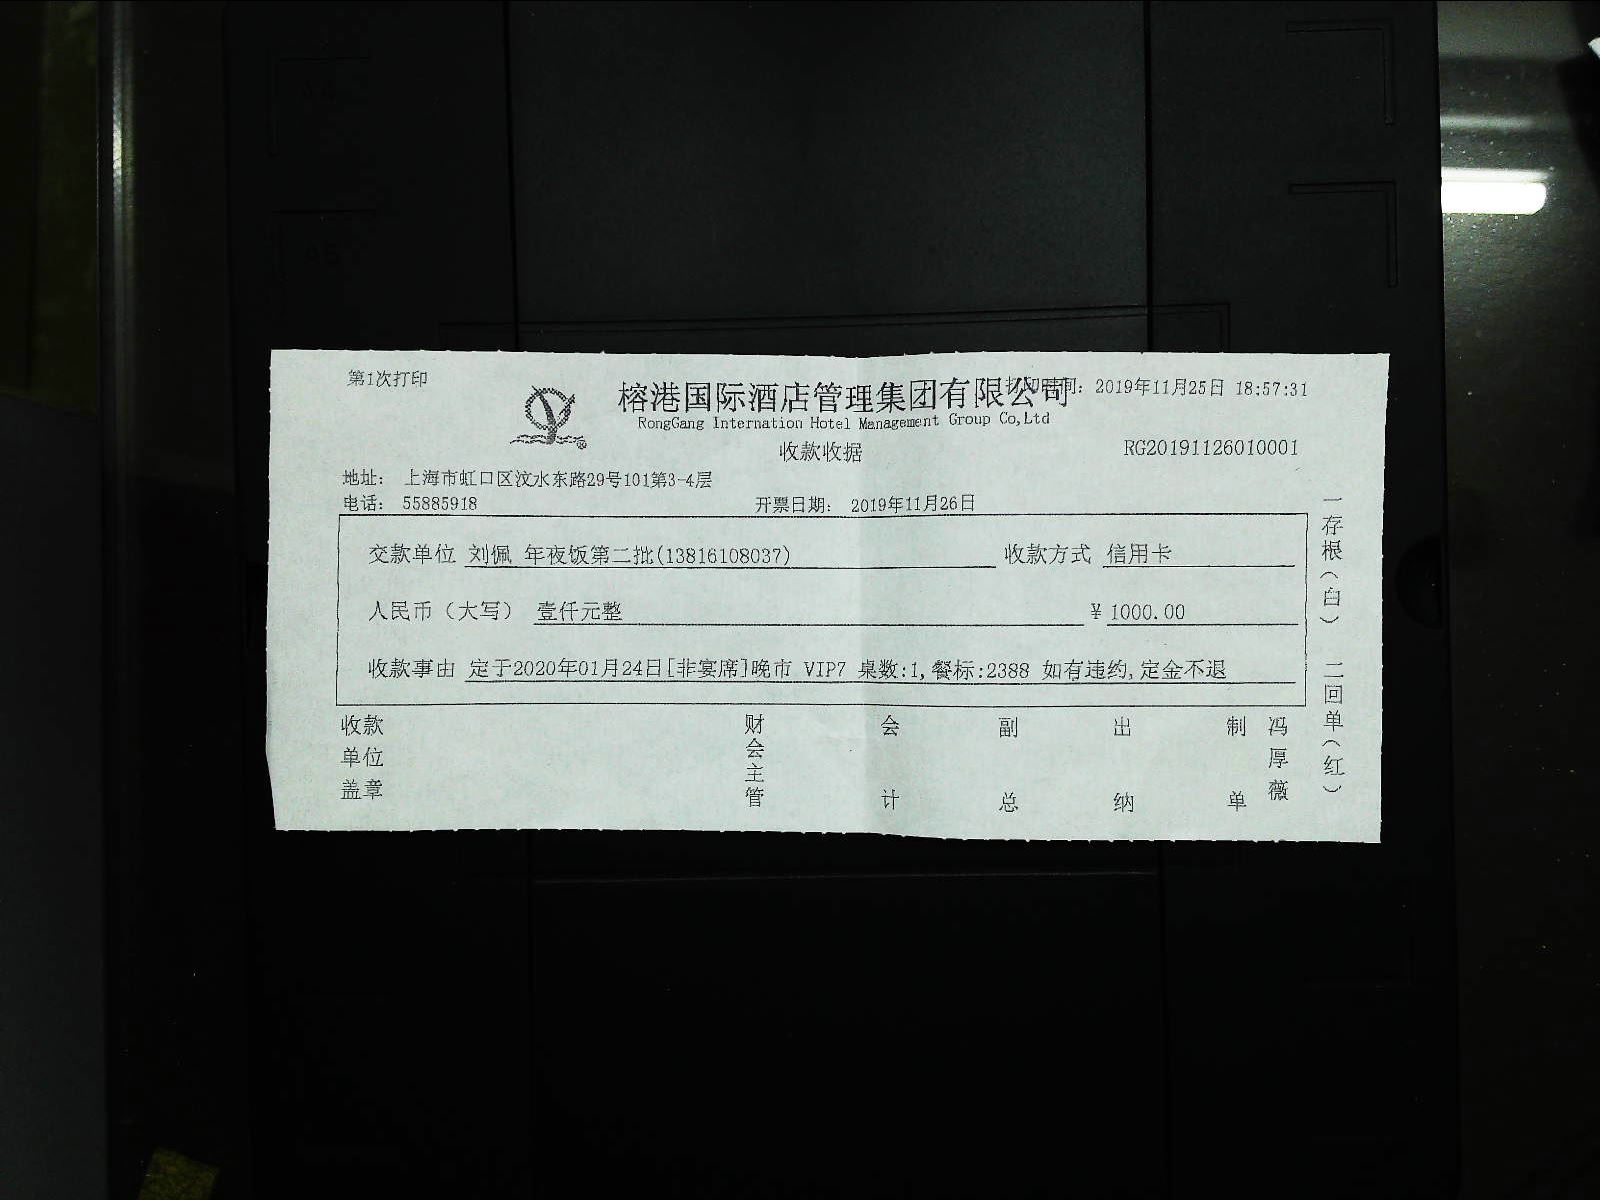 第1次打印
榕港国际酒店管理集团有限公司
打印时间: 2019年11月25日 18:57:31
RongGang Internation Hotel Management Group Co,Ltd
收款收据
RG20191126010001
地址: 上海市虹口区汶水东路29号101第3-4层
电话: 55885918 开票日期: 2019年11月26日
交款单位 刘佩 年夜饭第二批(13816108037) 收款方式 信用卡
人民币（大写） 壹仟元整 ¥ 1000.00
收款事由 定于2020年01月24日[非宴席]晚市 VIP7 桌数:1,餐标:2388 如有违约,定金不退
收款单位盖章 财会主管 会计 副总 出纳 制单 冯厚薇
一存根（白） 二回单（红）